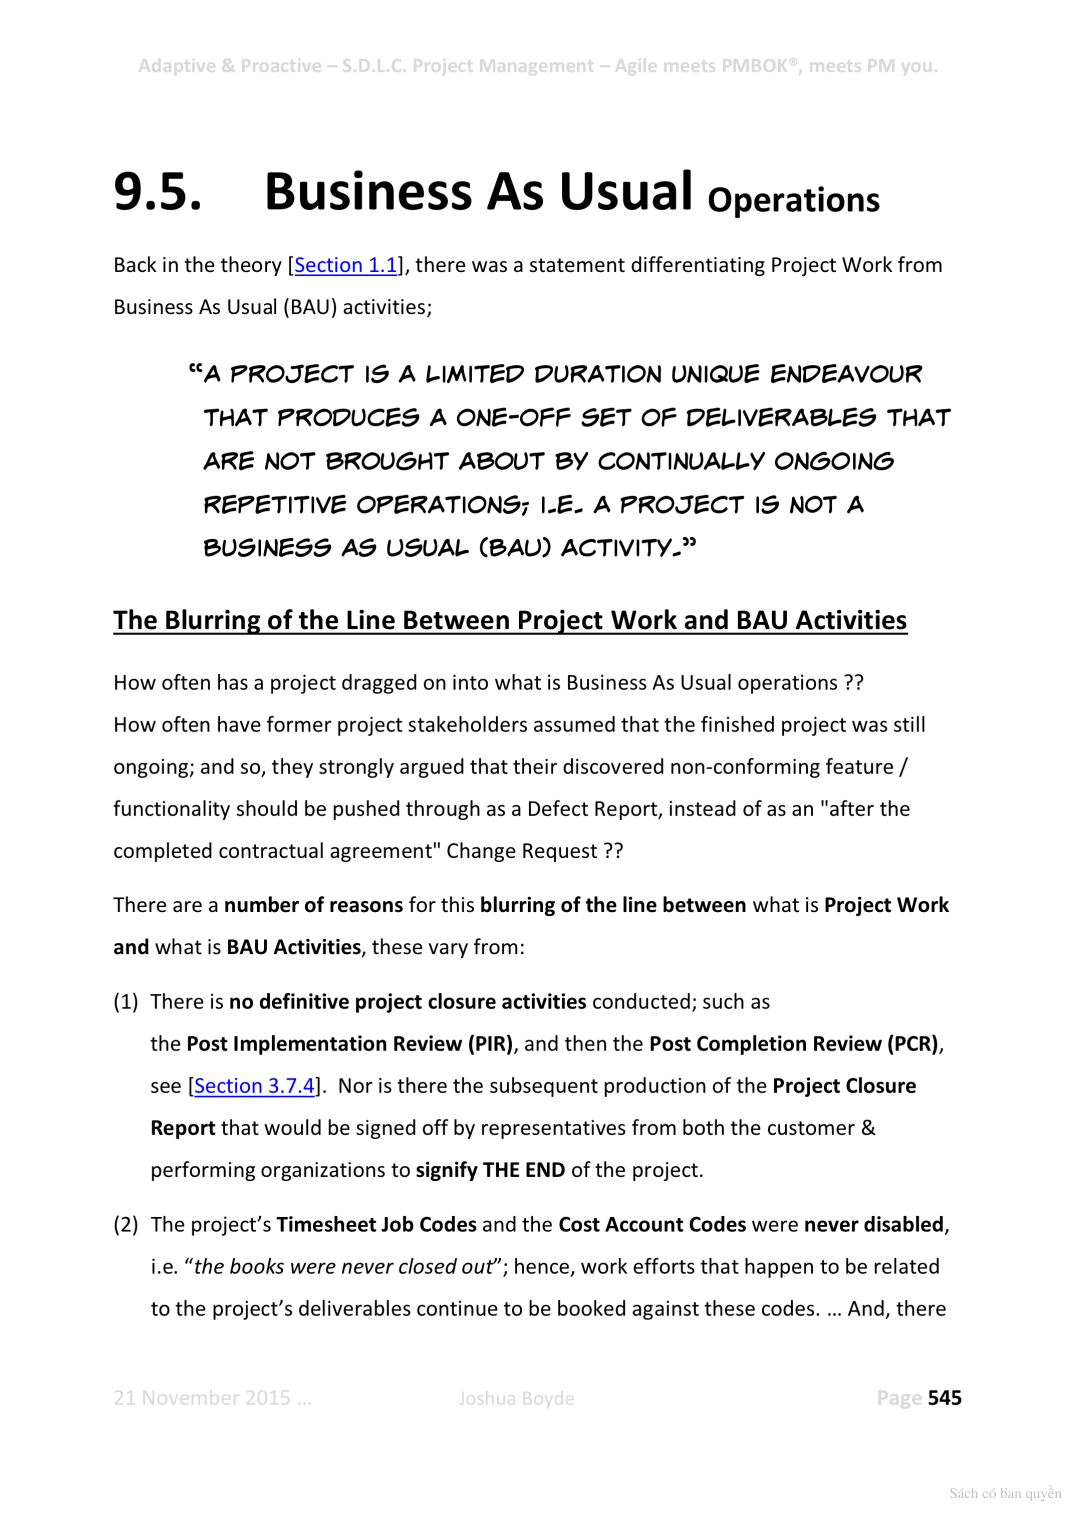 Adaptive & Proactive – S.D.L.C. Project Management – Agile meets PMBOK®, meets PM you.
9.5. Business As Usual Operations
Back in the theory [Section 1.1], there was a statement differentiating Project Work from
Business As Usual (BAU) activities;
“A PROJECT IS A LIMITED DURATION UNIQUE ENDEAVOUR
THAT PRODUCES A ONE-OFF SET OF DELIVERABLES THAT
ARE NOT BROUGHT ABOUT BY CONTINUALLY ONGOING
REPETITIVE OPERATIONS; I.E. A PROJECT IS NOT A
BUSINESS AS USUAL (BAU) ACTIVITY.”
The Blurring of the Line Between Project Work and BAU Activities
How often has a project dragged on into what is Business As Usual operations ??
How often have former project stakeholders assumed that the finished project was still
ongoing; and so, they strongly argued that their discovered non-conforming feature /
functionality should be pushed through as a Defect Report, instead of as an "after the
completed contractual agreement" Change Request ??
There are a number of reasons for this blurring of the line between what is Project Work
and what is BAU Activities, these vary from:
(1) There is no definitive project closure activities conducted; such as
the Post Implementation Review (PIR), and then the Post Completion Review (PCR),
see [Section 3.7.4]. Nor is there the subsequent production of the Project Closure
Report that would be signed off by representatives from both the customer &
performing organizations to signify THE END of the project.
(2) The project’s Timesheet Job Codes and the Cost Account Codes were never disabled,
i.e. “the books were never closed out”; hence, work efforts that happen to be related
to the project’s deliverables continue to be booked against these codes. … And, there
21 November 2015 … Joshua Boyde Page 545
Sách có bản quyền